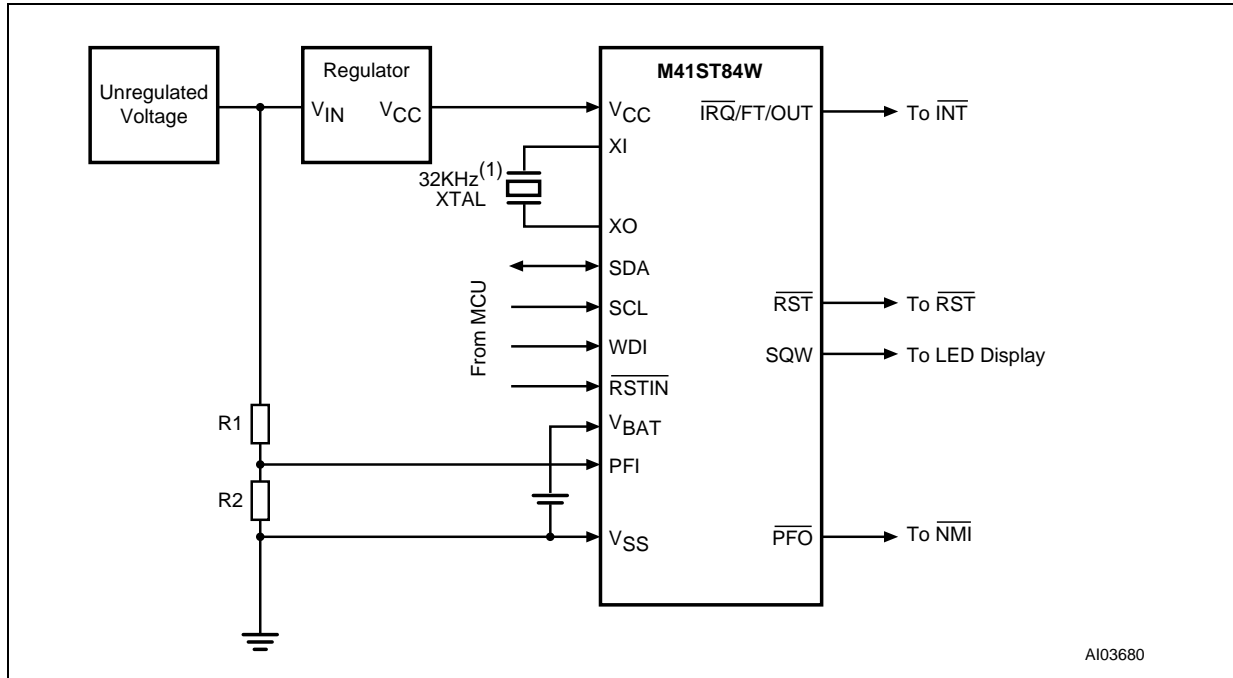 Unregulated
Voltage
Regulator
VIN
VCC
M41ST84W
VCC
IRQ/FT/OUT
To INT
XI
32KHz(1)
XTAL
XO
SDA
From MCU
SCL
RST
To RST
WDI
SQW
To LED Display
RSTIN
R1
VBAT
PFI
R2
VSS
PFO
To NMI
AI03680